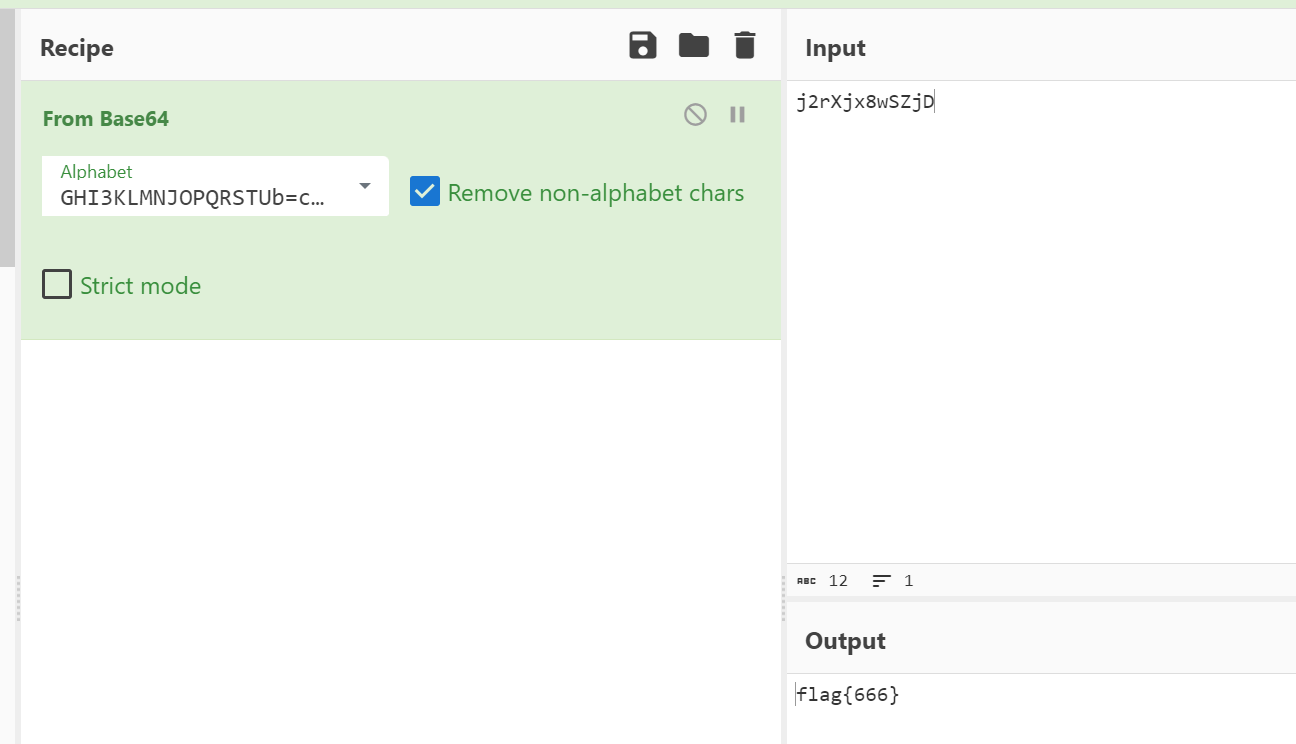 Recipe
From Base64
Alphabet
GHI3KLMNJOPQRSTUb=c…
Remove non-alphabet chars
Strict mode
Input
j2rXjx8wSZjD
ABC 12 1
Output
flag{666}